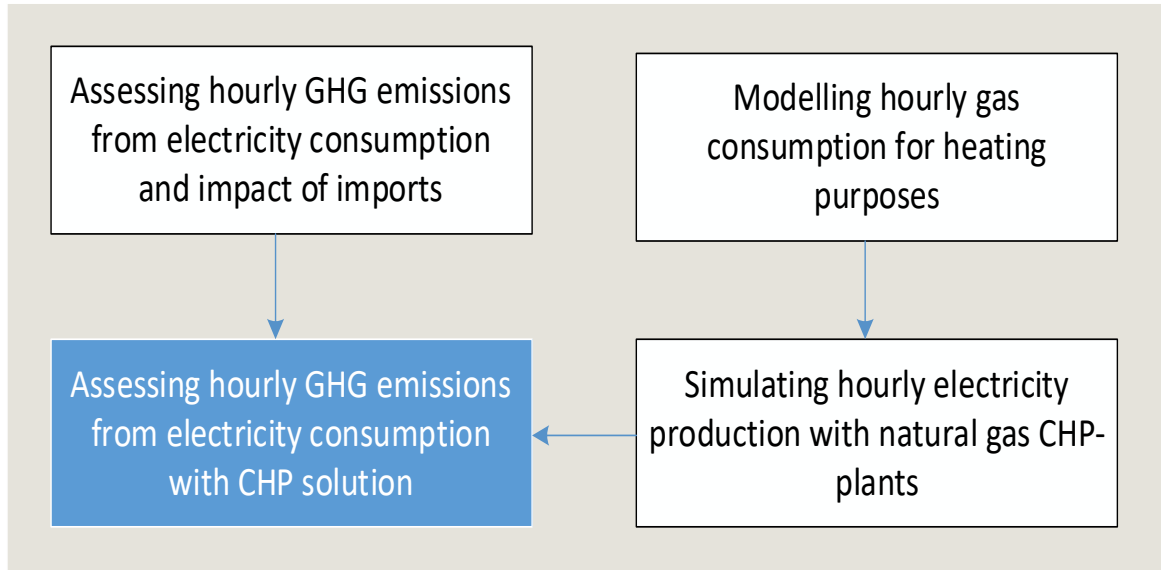 Assessing hourly GHG emissions
from electricity consumption
and impact of imports
Modelling hourly gas
consumption for heating
purposes
Assessing hourly GHG emissions
from electricity consumption
with CHP solution
Simulating hourly electricity
production with natural gas CHP-
plants